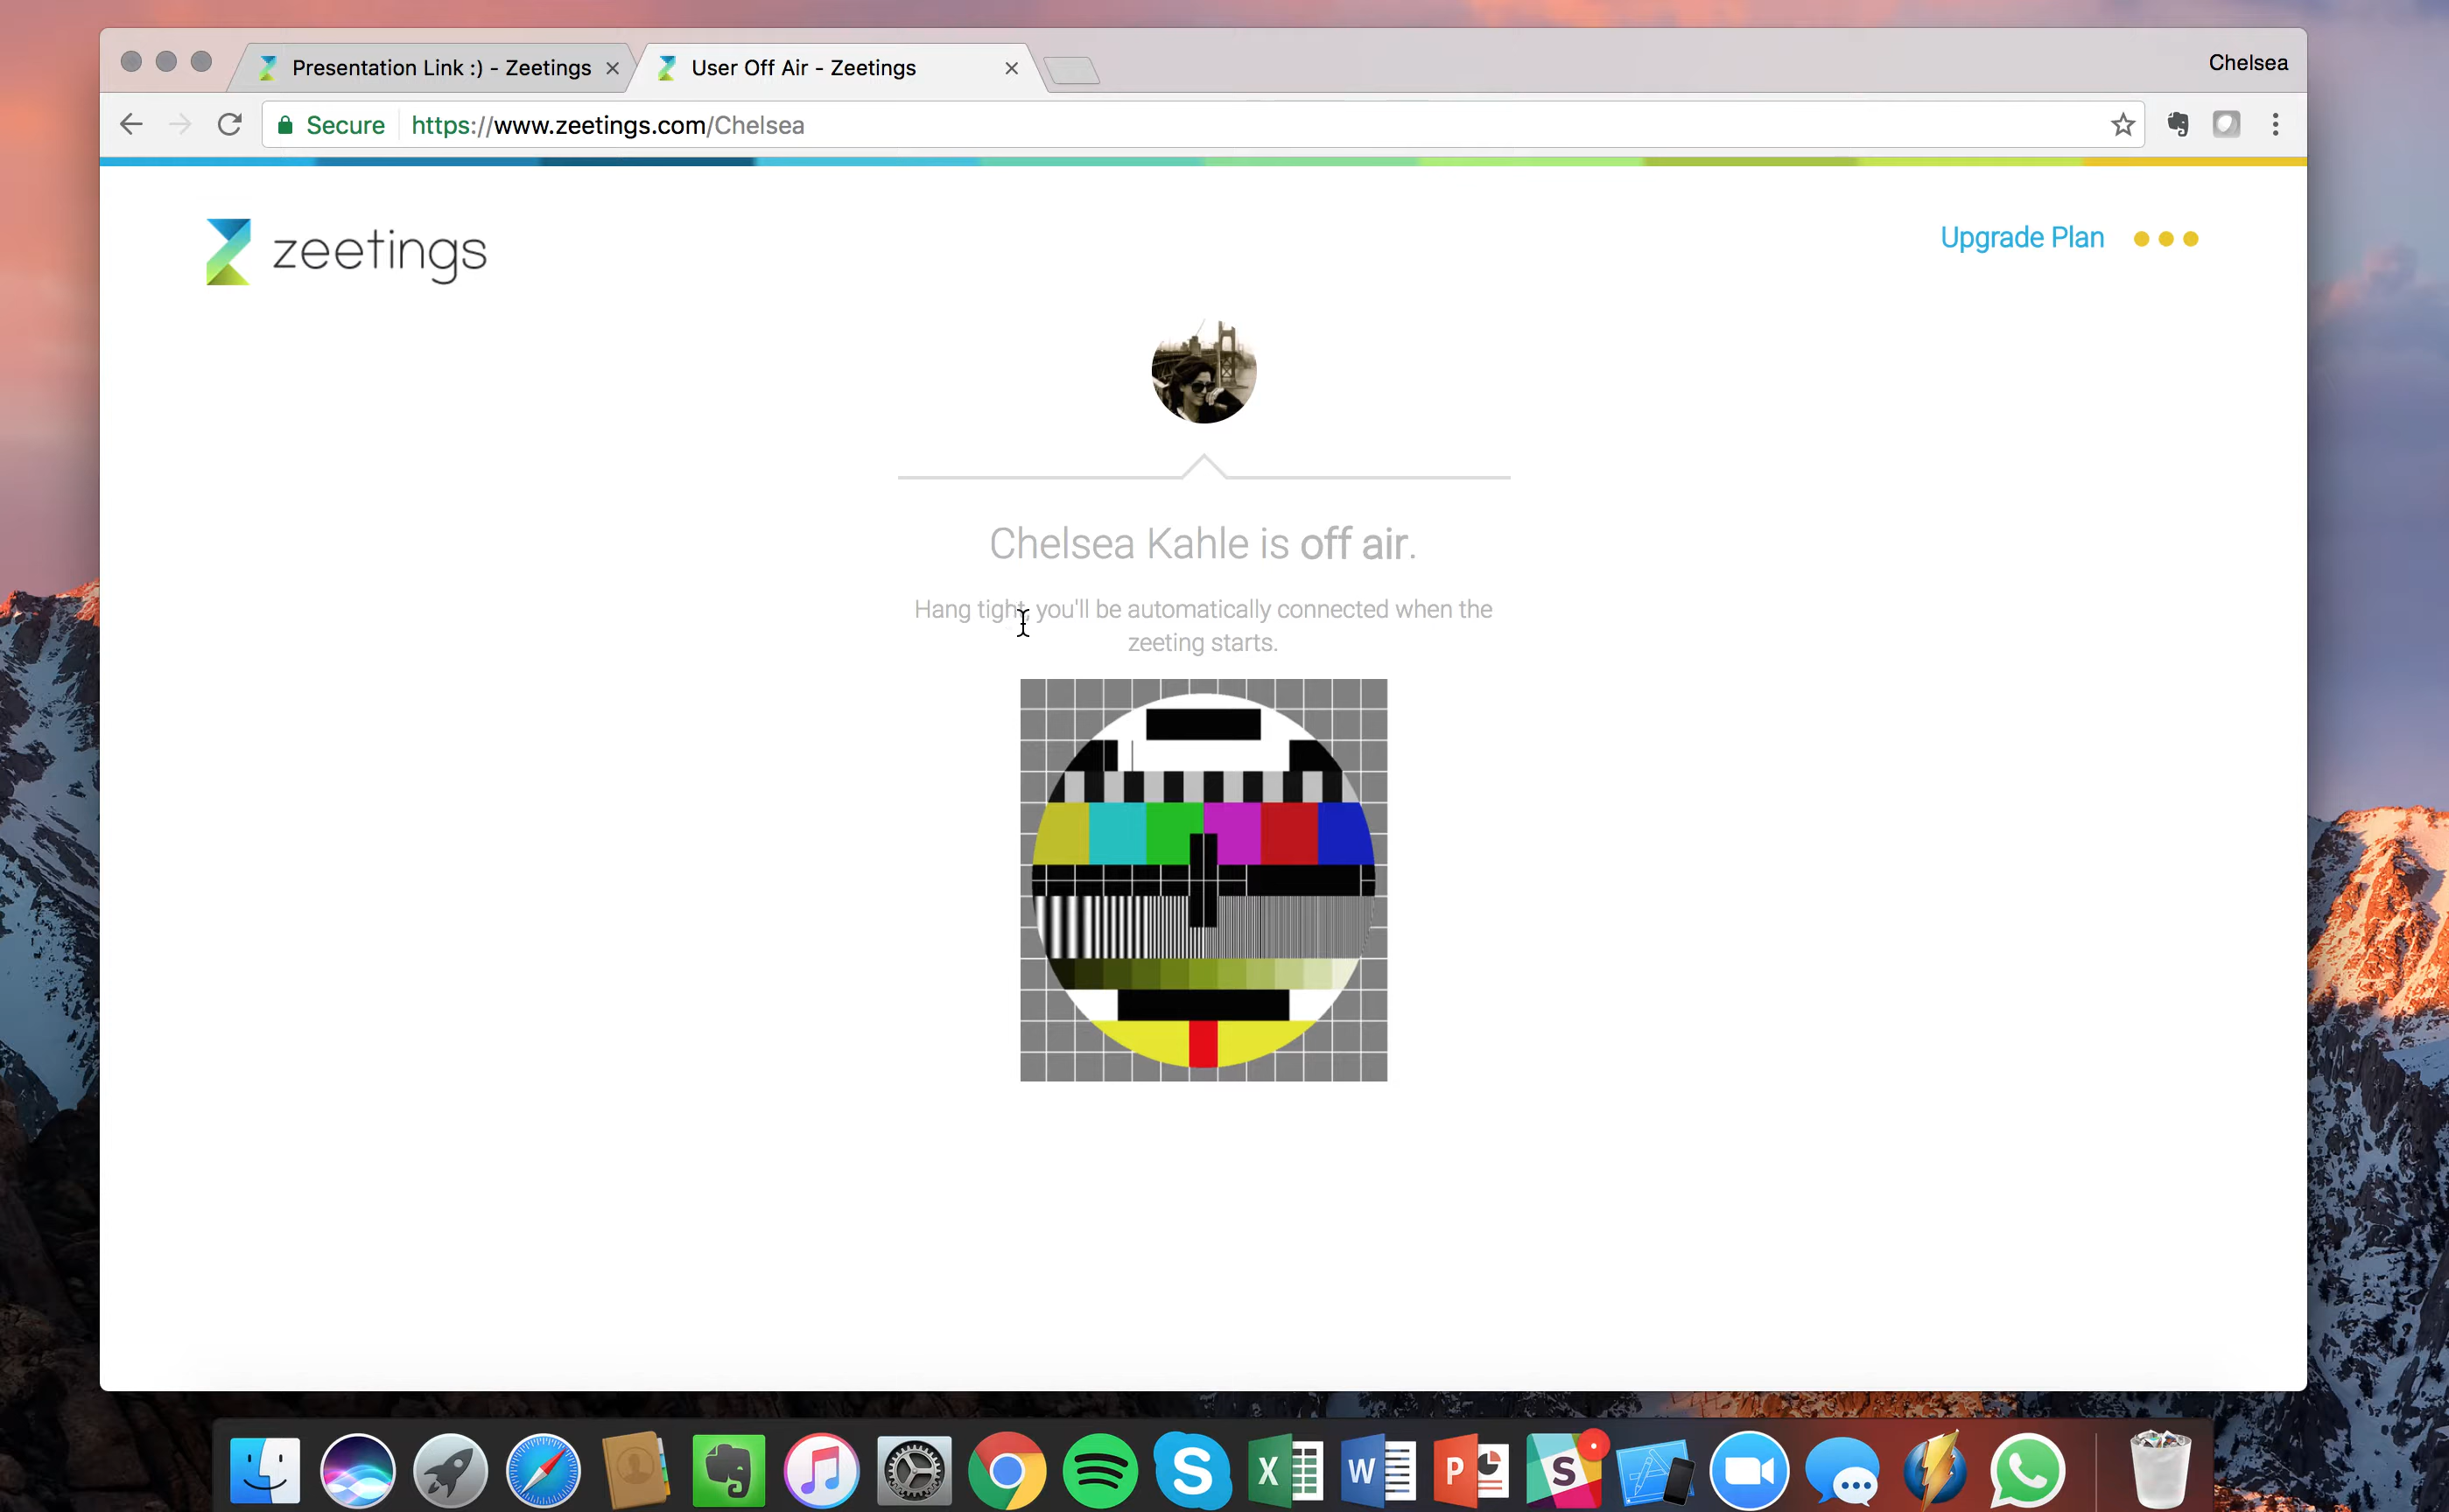 Presentation Link :) - Zeetings
User Off Air - Zeetings
Chelsea
Secure
https://www.zeetings.com/Chelsea
zeetings
Upgrade Plan
Chelsea Kahle is off air.
Hang tight, you'll be automatically connected when the
zeeting starts.
S
X
W
P
S